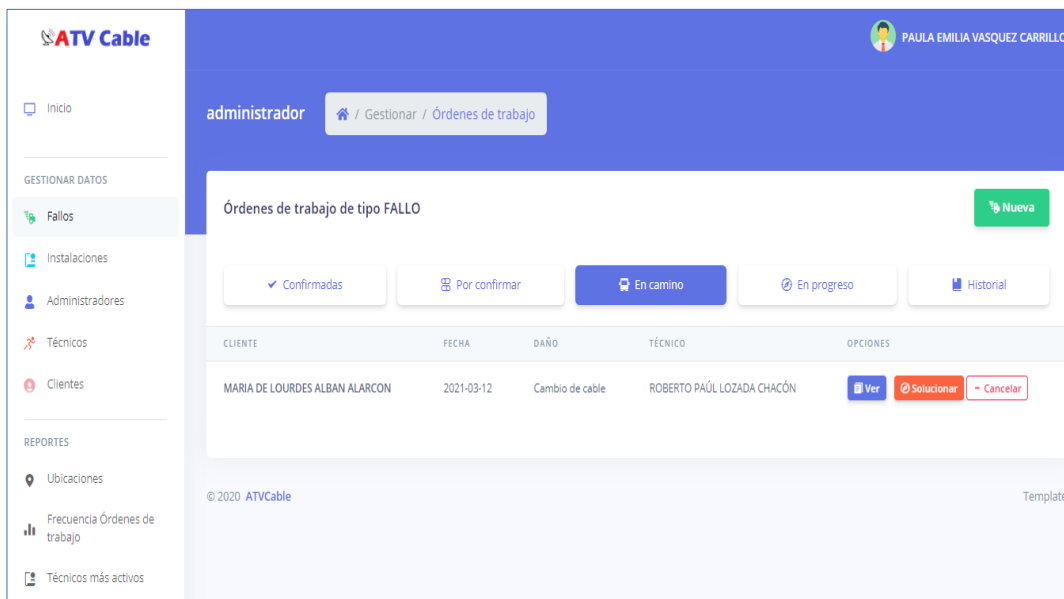 ATV Cable
PAULA EMILIA VASQUEZ CARRILLO
Inicio
administrador
/ Gestionar / Órdenes de trabajo
GESTIONAR DATOS
Fallos
Instalaciones
Administradores
Técnicos
Clientes
REPORTES
Ubicaciones
Frecuencia Órdenes de
trabajo
Técnicos más activos
Órdenes de trabajo de tipo FALLO
Nueva
Confirmadas
Por confirmar
En camino
En progreso
Historial
CLIENTE FECHA DAÑO TÉCNICO OPCIONES
MARIA DE LOURDES ALBAN ALARCON 2021-03-12 Cambio de cable ROBERTO PAÚL LOZADA CHACÓN Ver Solucionar - Cancelar
© 2020 ATVCable
Template